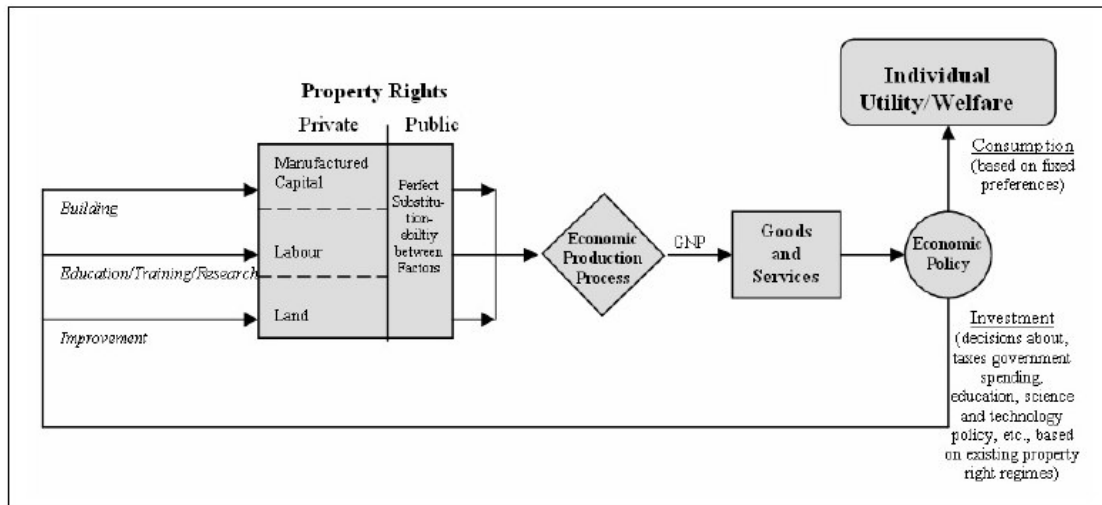 Individual
Utility/Welfare
Property Rights
Private
Public
Consumption
(based on fixed
preferences)
Manufactured
Capital
Labour
Land
Perfect
Substitu-
tion-
ability
between
Factors
Building
Education/Training/Research
Improvement
Economic
Production
Process
GNP
Goods
and
Services
Economic
Policy
Investment
(decisions about,
taxes government
spending,
education, science
and technology
policy, etc., based
on existing property
right regimes)